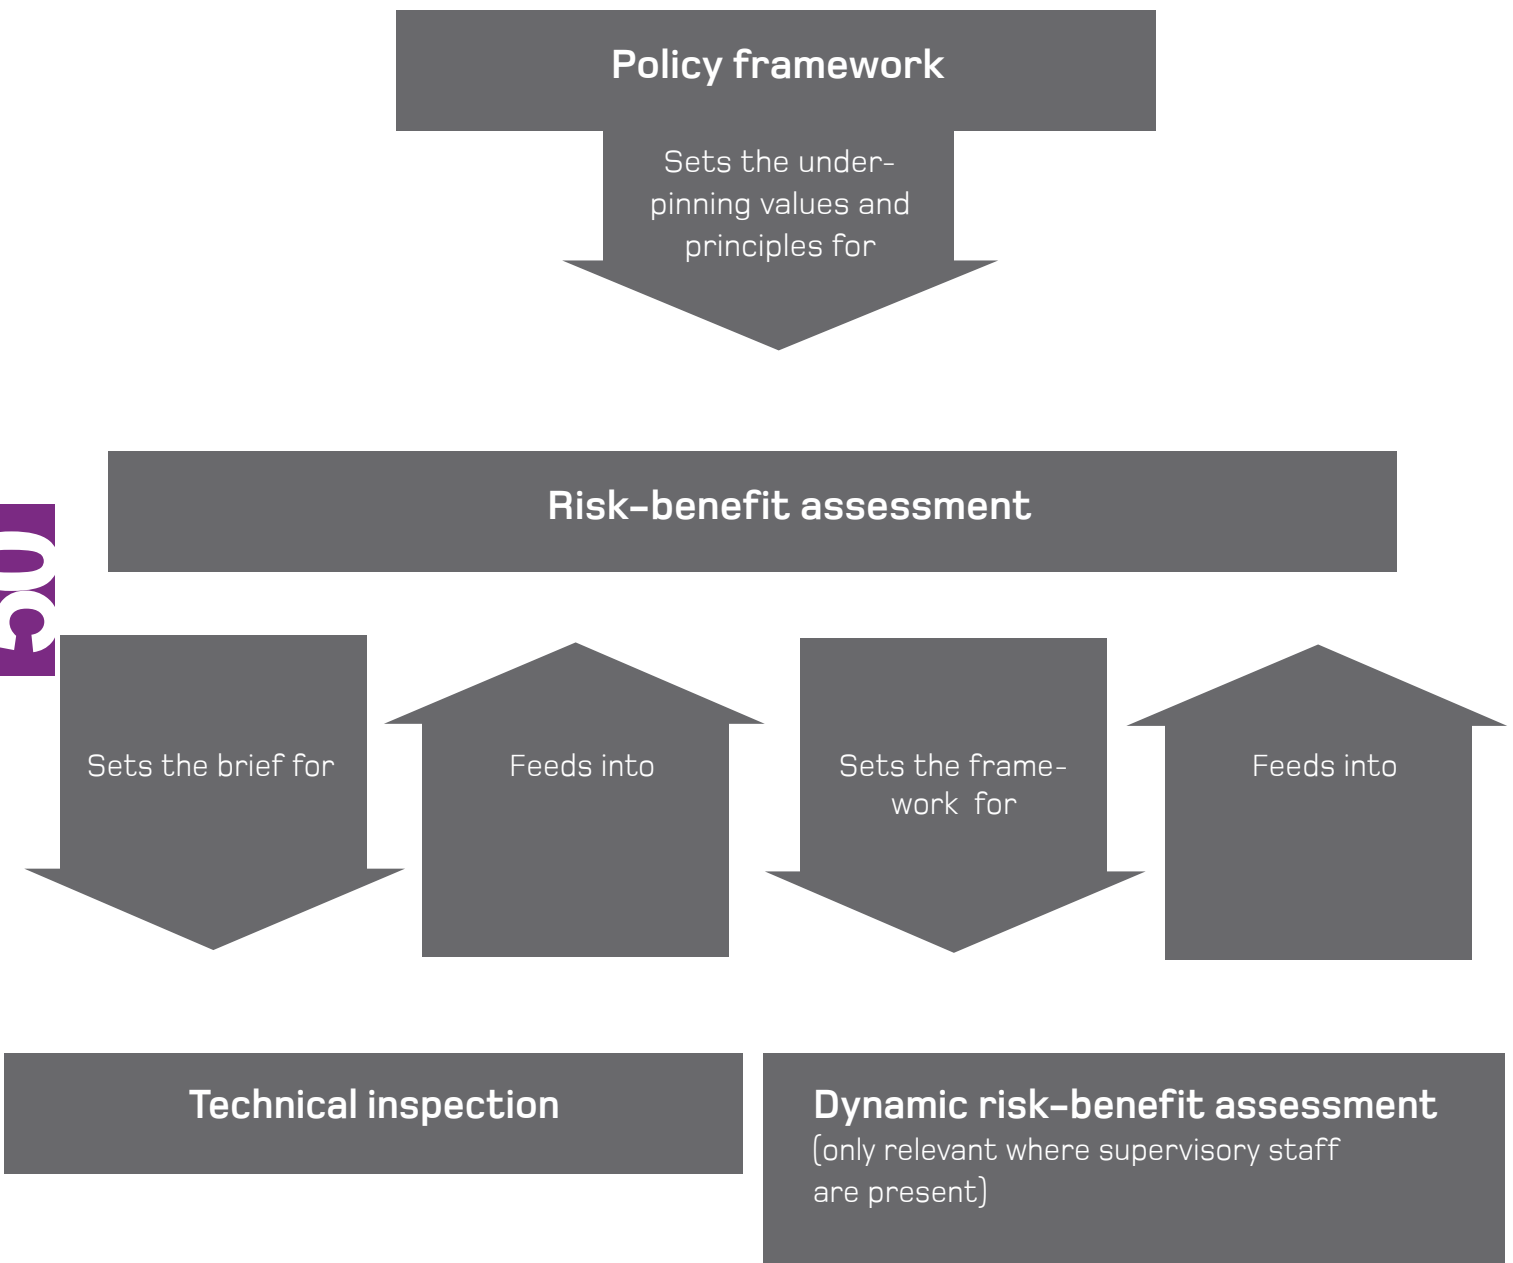 Policy framework
Sets the under-
pinning values and
principles for
Risk-benefit assessment
Sets the brief for
Feeds into
Sets the frame-
work for
Feeds into
Technical inspection
Dynamic risk-benefit assessment
(only relevant where supervisory staff
are present)